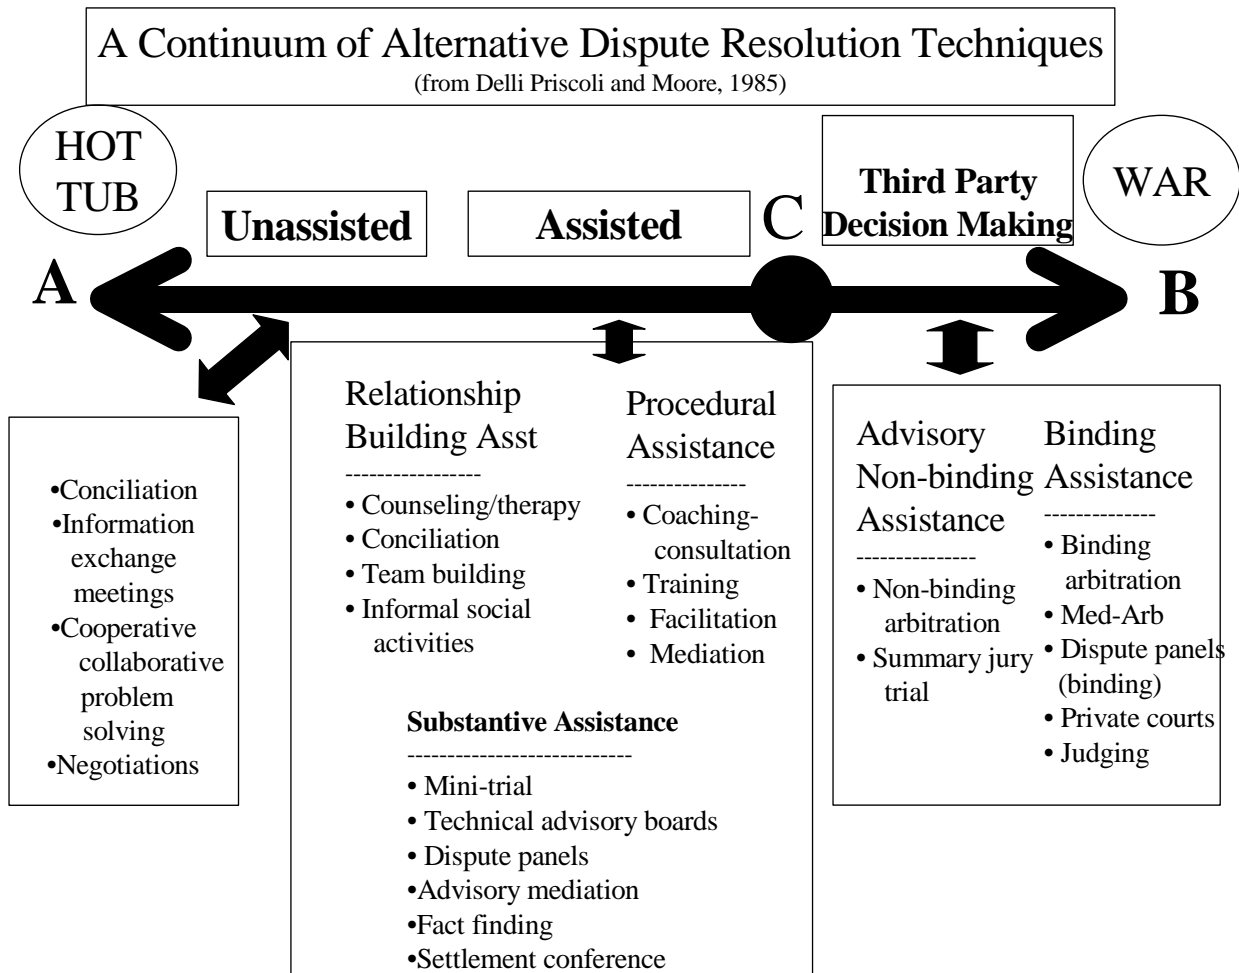 A Continuum of Alternative Dispute Resolution Techniques
(from Delli Priscoli and Moore, 1985)
HOT
TUB
Unassisted
Assisted
C
Third Party
Decision Making
WAR
A
B
•Conciliation
•Information
exchange
meetings
•Cooperative
collaborative
problem
solving
•Negotiations
Relationship
Building Asst
-----------------
• Counseling/therapy
• Conciliation
• Team building
• Informal social
activities
Procedural
Assistance
---------------
• Coaching-
consultation
• Training
• Facilitation
• Mediation
Substantive Assistance
----------------------------
• Mini-trial
• Technical advisory boards
• Dispute panels
•Advisory mediation
•Fact finding
•Settlement conference
Advisory
Non-binding
Assistance
---------------
• Non-binding
arbitration
• Summary jury
trial
Binding
Assistance
--------------
• Binding
arbitration
• Med-Arb
• Dispute panels
(binding)
• Private courts
• Judging